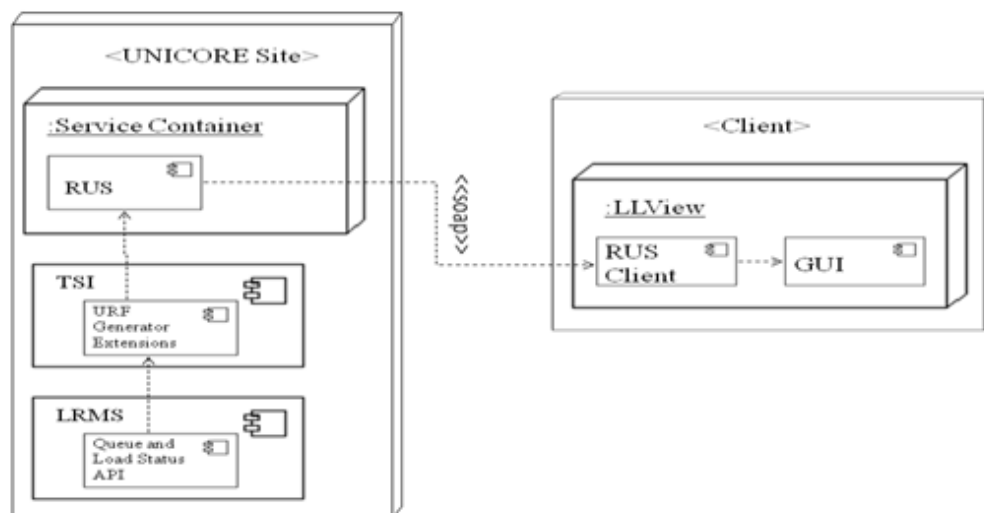 <UNICORE Site>
:Service Container
RUS
TSI
URF
Generator
Extensions
LRMS
Queue and
Load Status
API
<<soap>>
<Client>
:LLView
RUS
Client
GUI